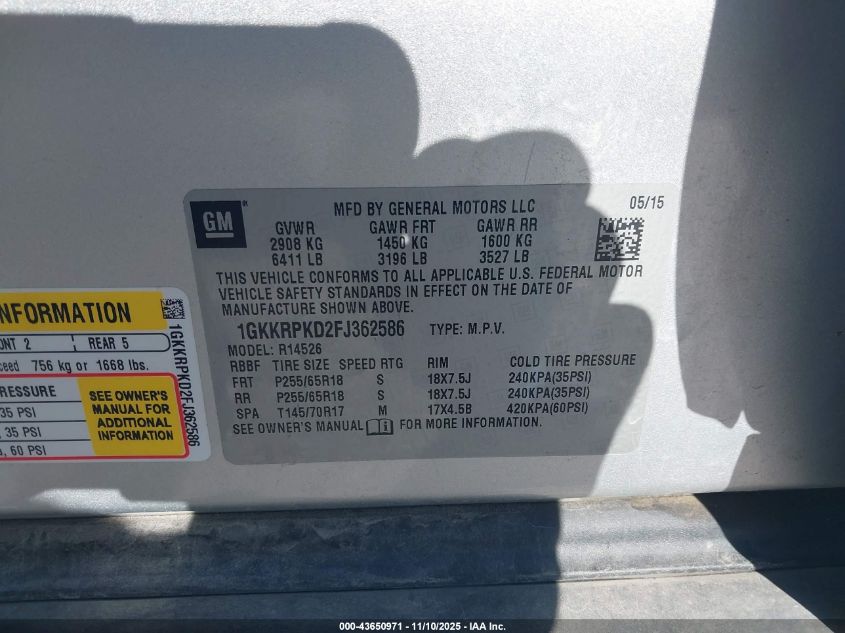 GM
MFD BY GENERAL MOTORS LLC
05/15
GVWR GAWR FRT GAWR RR
2908 KG 1450 KG 1600 KG
6411 LB 3196 LB 3527 LB
THIS VEHICLE CONFORMS TO ALL APPLICABLE U.S. FEDERAL MOTOR
VEHICLE SAFETY STANDARDS IN EFFECT ON THE DATE OF
MANUFACTURE SHOWN ABOVE.
1GKKRPKD2FJ362586 TYPE: M.P.V.
MODEL: R14526
RBBF TIRE SIZE SPEED RTG RIM COLD TIRE PRESSURE
FRT P255/65R18 S 18X7.5J 240KPA(35PSI)
RR P255/65R18 S 18X7.5J 240KPA(35PSI)
SPA T145/70R17 M 17X4.5B 420KPA(60PSI)
SEE OWNER'S MANUAL FOR MORE INFORMATION.
NFORMATION
ONT 2 REAR 5
ceed 756 kg or 1668 lbs.
RESSURE
35 PSI
, 35 PSI
, 60 PSI
SEE OWNER'S
MANUAL FOR
ADDITIONAL
INFORMATION
1GKKRPKD2FJ362586
000-43650971 - 11/10/2025 - IAA Inc.